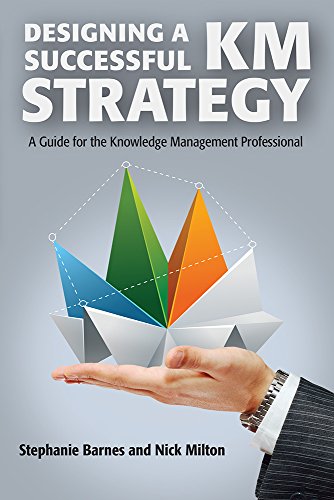 DESIGNING A
SUCCESSFUL KM
STRATEGY
A Guide for the Knowledge Management Professional
Stephanie Barnes and Nick Milton